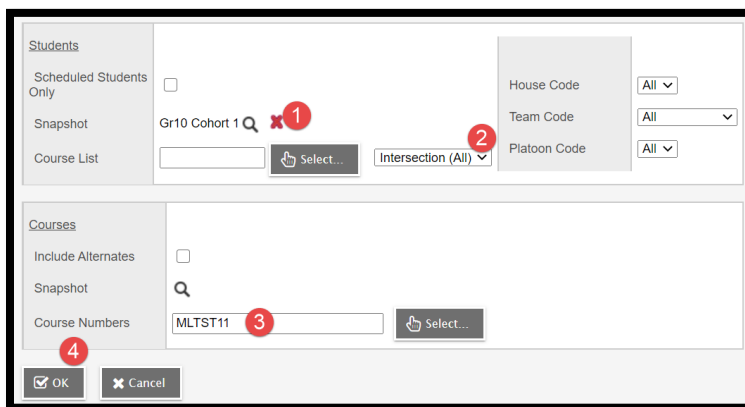 Students
Scheduled Students
Only
House Code All
Snapshot Gr10 Cohort 1 1
Team Code All
2
Course List Select... Intersection (All)
Platoon Code All
Courses
Include Alternates
Snapshot
Course Numbers MLTST11 3 Select...
4
OK Cancel